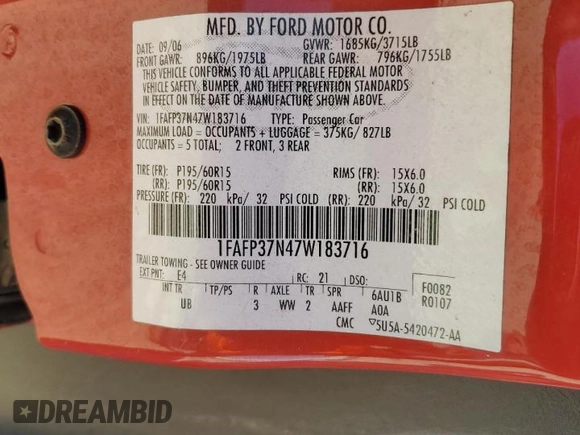 MFD. BY FORD MOTOR CO.
DATE: 09/06 GVWR: 1685KG/3715LB
FRONT GAWR: 896KG/1975LB REAR GAWR: 796KG/1755LB
THIS VEHICLE CONFORMS TO ALL APPLICABLE FEDERAL MOTOR
VEHICLE SAFETY, BUMPER, AND THEFT PREVENTION STANDARDS
IN EFFECT ON THE DATE OF MANUFACTURE SHOWN ABOVE.
VIN: 1FAFP37N47W183716 TYPE: Passenger Car
MAXIMUM LOAD = OCCUPANTS + LUGGAGE = 375KG/ 827LB
OCCUPANTS = 5 TOTAL; 2 FRONT, 3 REAR
TIRE (FR): P195/60R15 RIMS (FR): 15X6.0
(RR) P195/60R15 (RR): 15X6.0
PRESSURE (FR): 220 kPa/ 32 PSI COLD (RR) 220 kPa/ 32 PSI COLD
1FAFP37N47W183716
TRAILER TOWING - SEE OWNER GUIDE
EXT PNT: E4 RC: 21 DSO: F0082
INT TR TP/PS R AXLE TR SPR 6AU1B R0107
UB 3 WW 2 AAFF AOA
CMC ▽5U5A-5420472-AA
DREAMBID